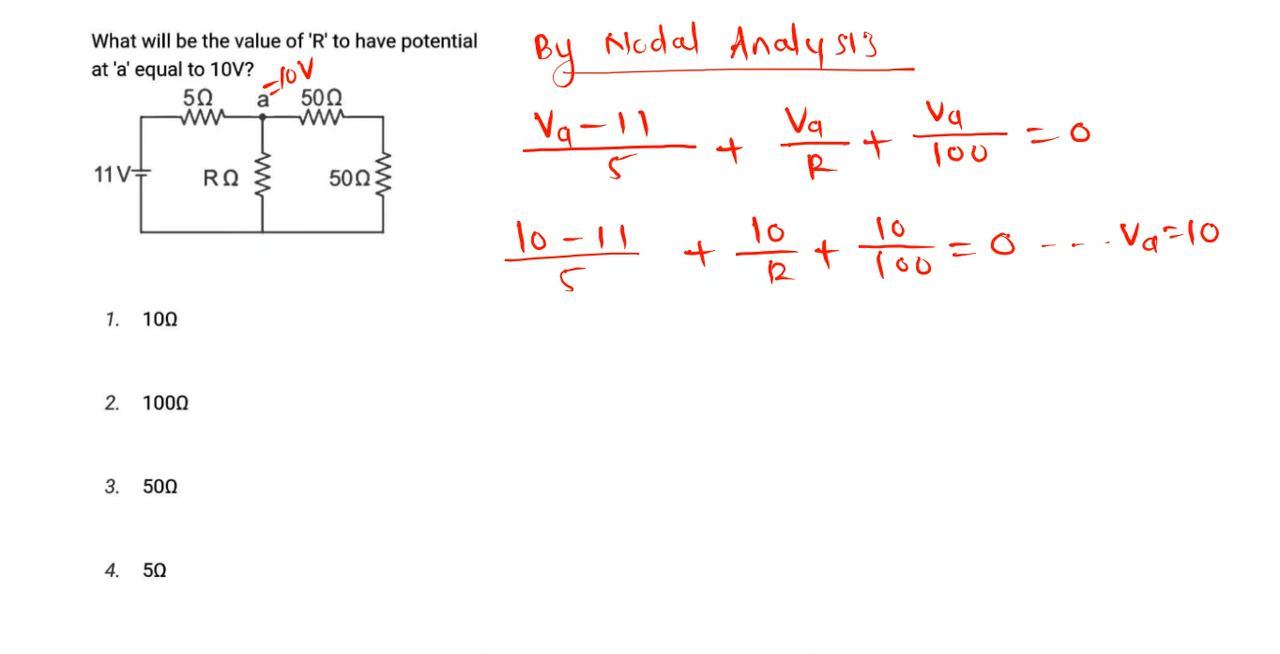 What will be the value of 'R' to have potential
at 'a' equal to 10V?
=10V
5Ω a 50Ω
11V RΩ 50Ω
1. 10Ω
2. 100Ω
3. 50Ω
4. 5Ω
By Nodal Analysis
Va-11/5 + Va/R + Va/100 = 0
10-11/5 + 10/R + 10/100 = 0 --- Va=10